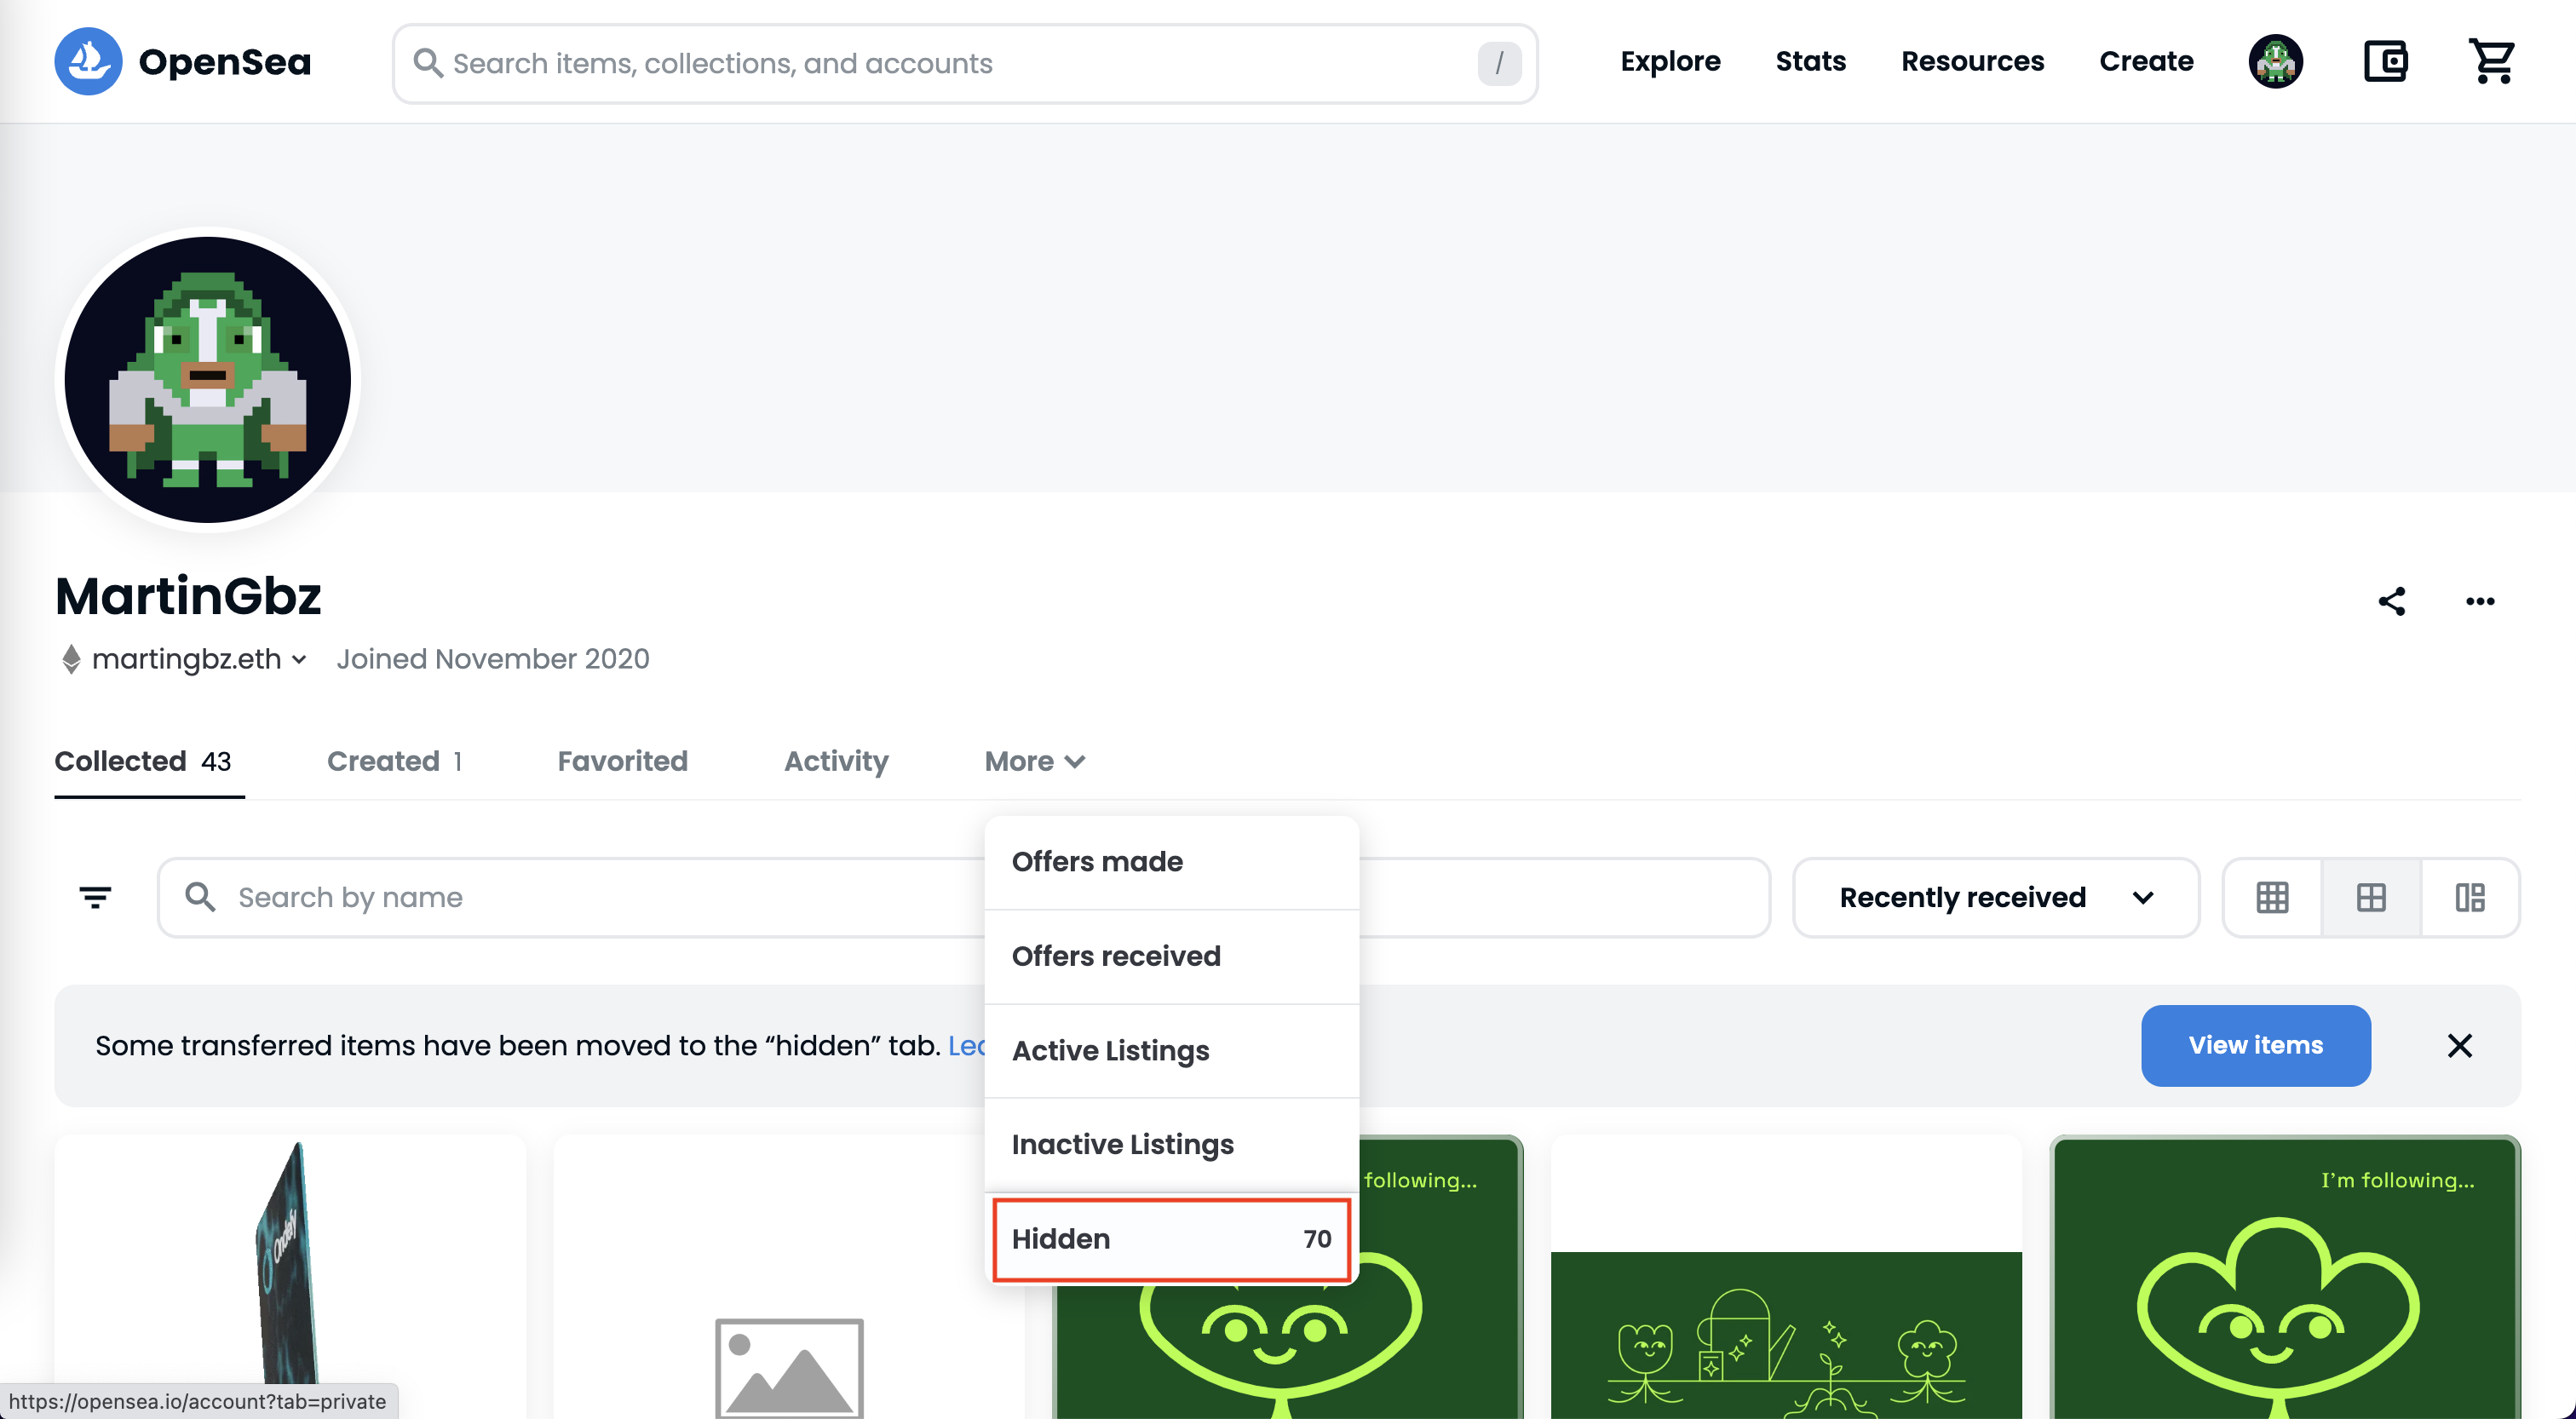 OpenSea
Search items, collections, and accounts
/
Explore
Stats
Resources
Create
MartinGbz
martingbz.eth
Joined November 2020
Collected 43
Created 1
Favorited
Activity
More
Offers made
Offers received
Active Listings
Inactive Listings
Hidden 70
Search by name
Recently received
Some transferred items have been moved to the “hidden” tab. Lea
View items
Ondefy
following...
I'm following...
https://opensea.io/account?tab=private